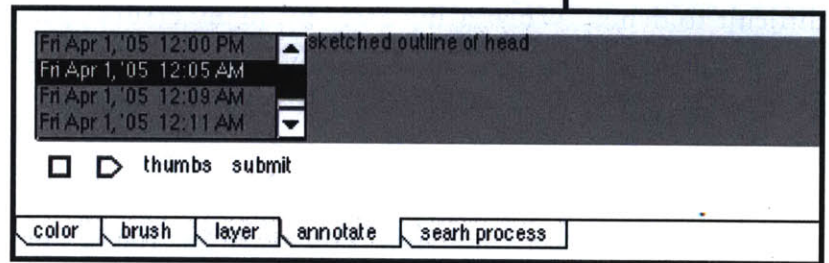 Fri Apr 1, '05 12:00 PM sketched outline of head
Fri Apr 1, '05 12:05 AM
Fri Apr 1, '05 12:09 AM
Fri Apr 1, '05 12:11 AM
thumbs submit
color brush layer annotate searh process